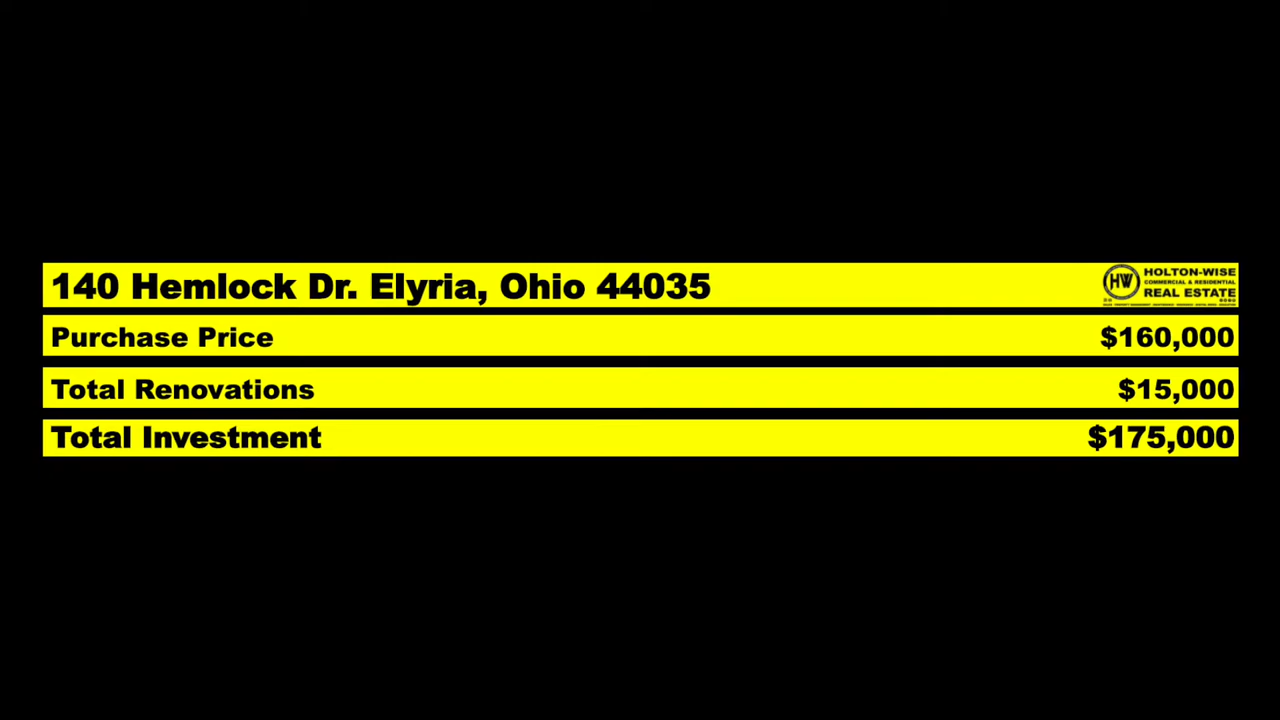 140 Hemlock Dr. Elyria, Ohio 44035
HW
HOLTON-WISE
COMMERCIAL & RESIDENTIAL
REAL ESTATE
Purchase Price $160,000
Total Renovations $15,000
Total Investment $175,000